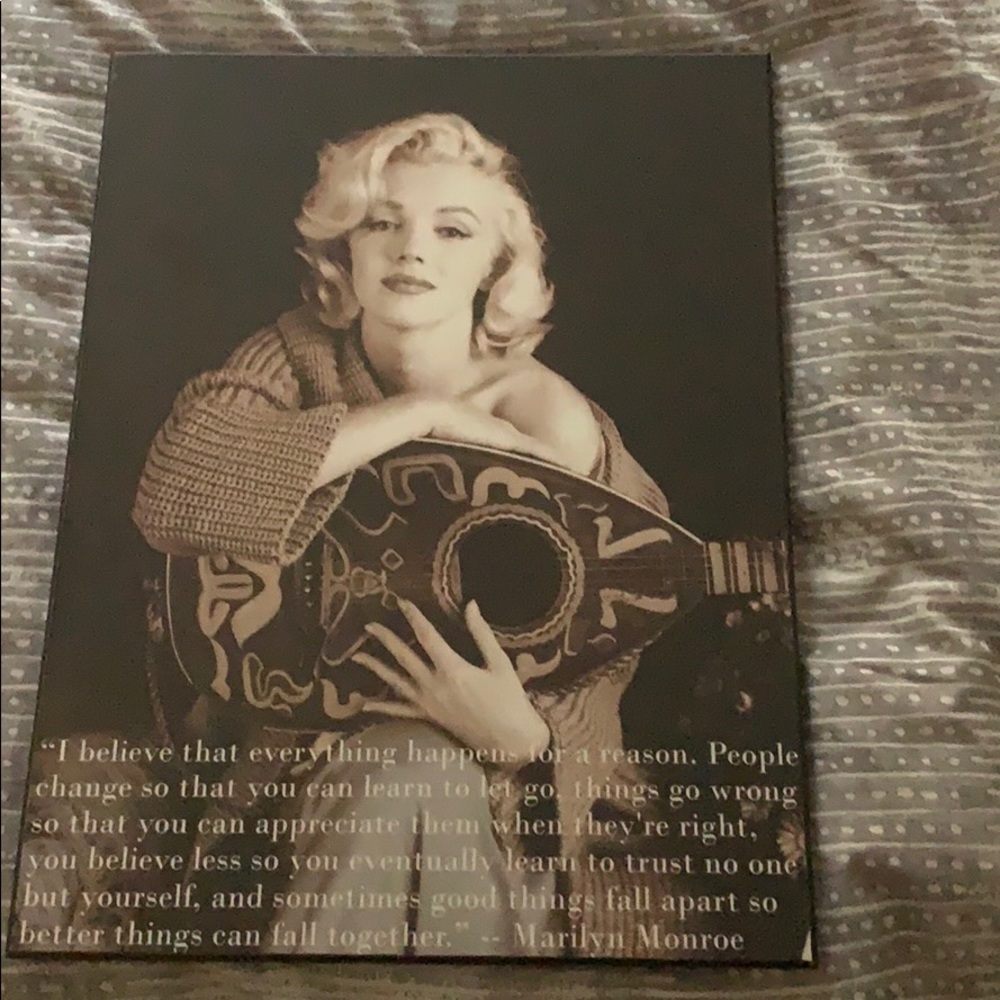 “I believe that everything happens for a reason. People
change so that you can learn to let go, things go wrong
so that you can appreciate them when they're right,
you believe less so you eventually learn to trust no one
but yourself, and sometimes good things fall apart so
better things can fall together.” -- Marilyn Monroe